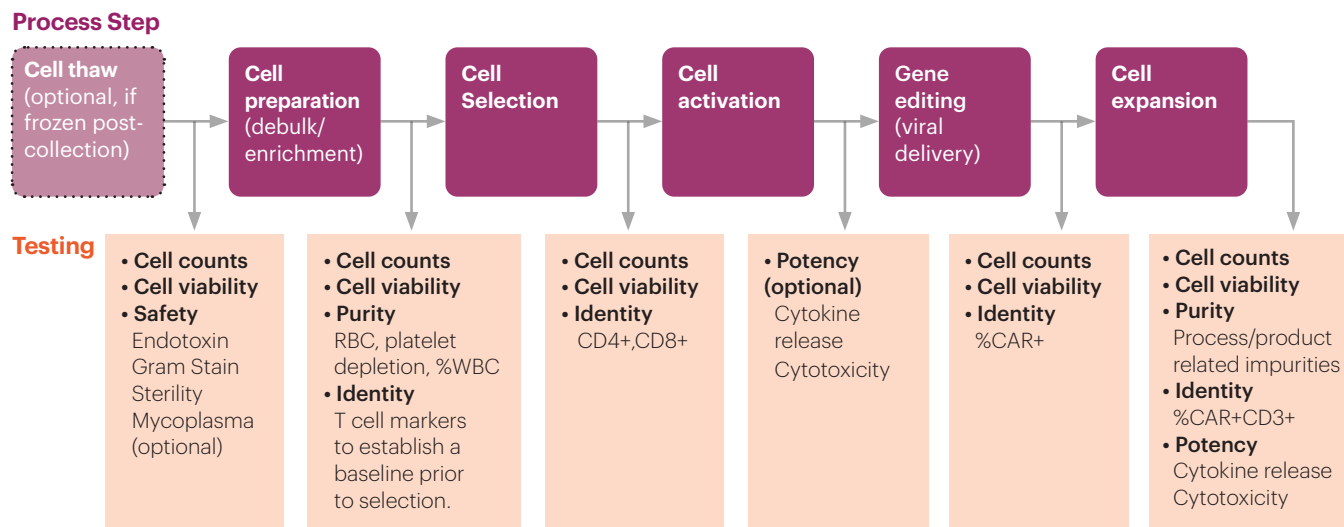 Process Step
Cell thaw
(optional, if
frozen post-
collection)
Cell
preparation
(debulk/
enrichment)
Cell
Selection
Cell
activation
Gene
editing
(viral
delivery)
Cell
expansion
Testing
• Cell counts
• Cell viability
• Safety
Endotoxin
Gram Stain
Sterility
Mycoplasma
(optional)
• Cell counts
• Cell viability
• Purity
RBC, platelet
depletion, %WBC
• Identity
T cell markers
to establish a
baseline prior
to selection.
• Cell counts
• Cell viability
• Identity
CD4+,CD8+
• Potency
(optional)
Cytokine
release
Cytotoxicity
• Cell counts
• Cell viability
• Identity
%CAR+
• Cell counts
• Cell viability
• Purity
Process/product
related impurities
• Identity
%CAR+CD3+
• Potency
Cytokine release
Cytotoxicity